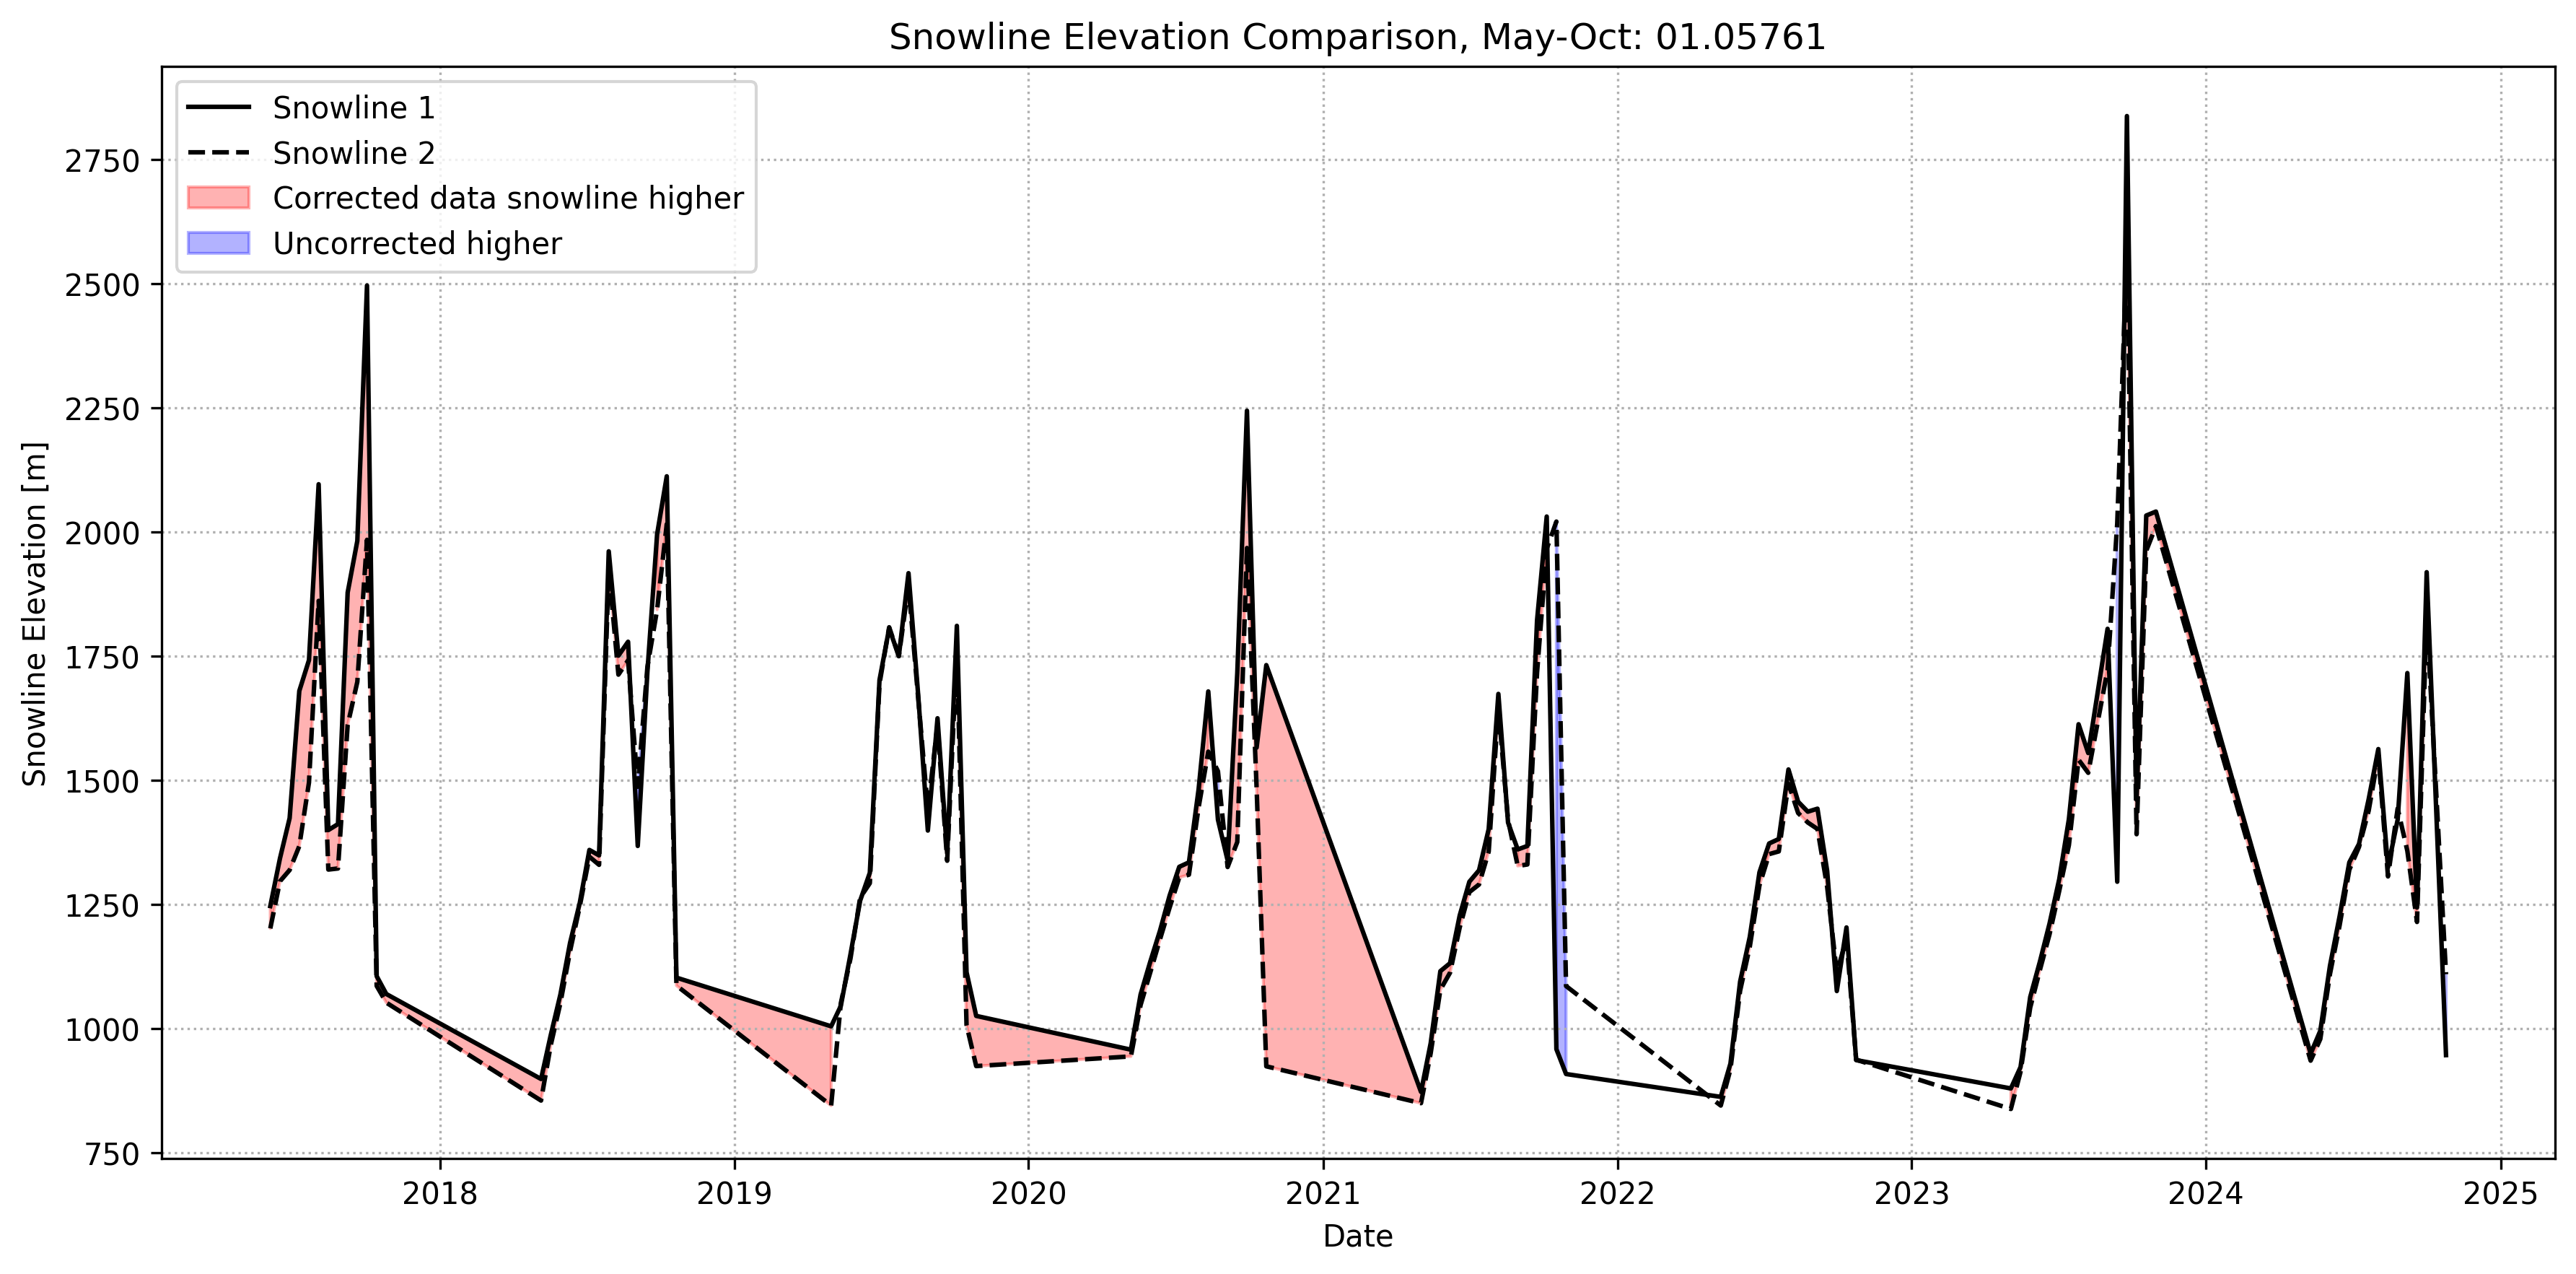 Snowline Elevation Comparison, May-Oct: 01.05761
Snowline 1
Snowline 2
Corrected data snowline higher
Uncorrected higher
Snowline Elevation [m]
2750
2500
2250
2000
1750
1500
1250
1000
750
2018 2019 2020 2021 2022 2023 2024 2025
Date